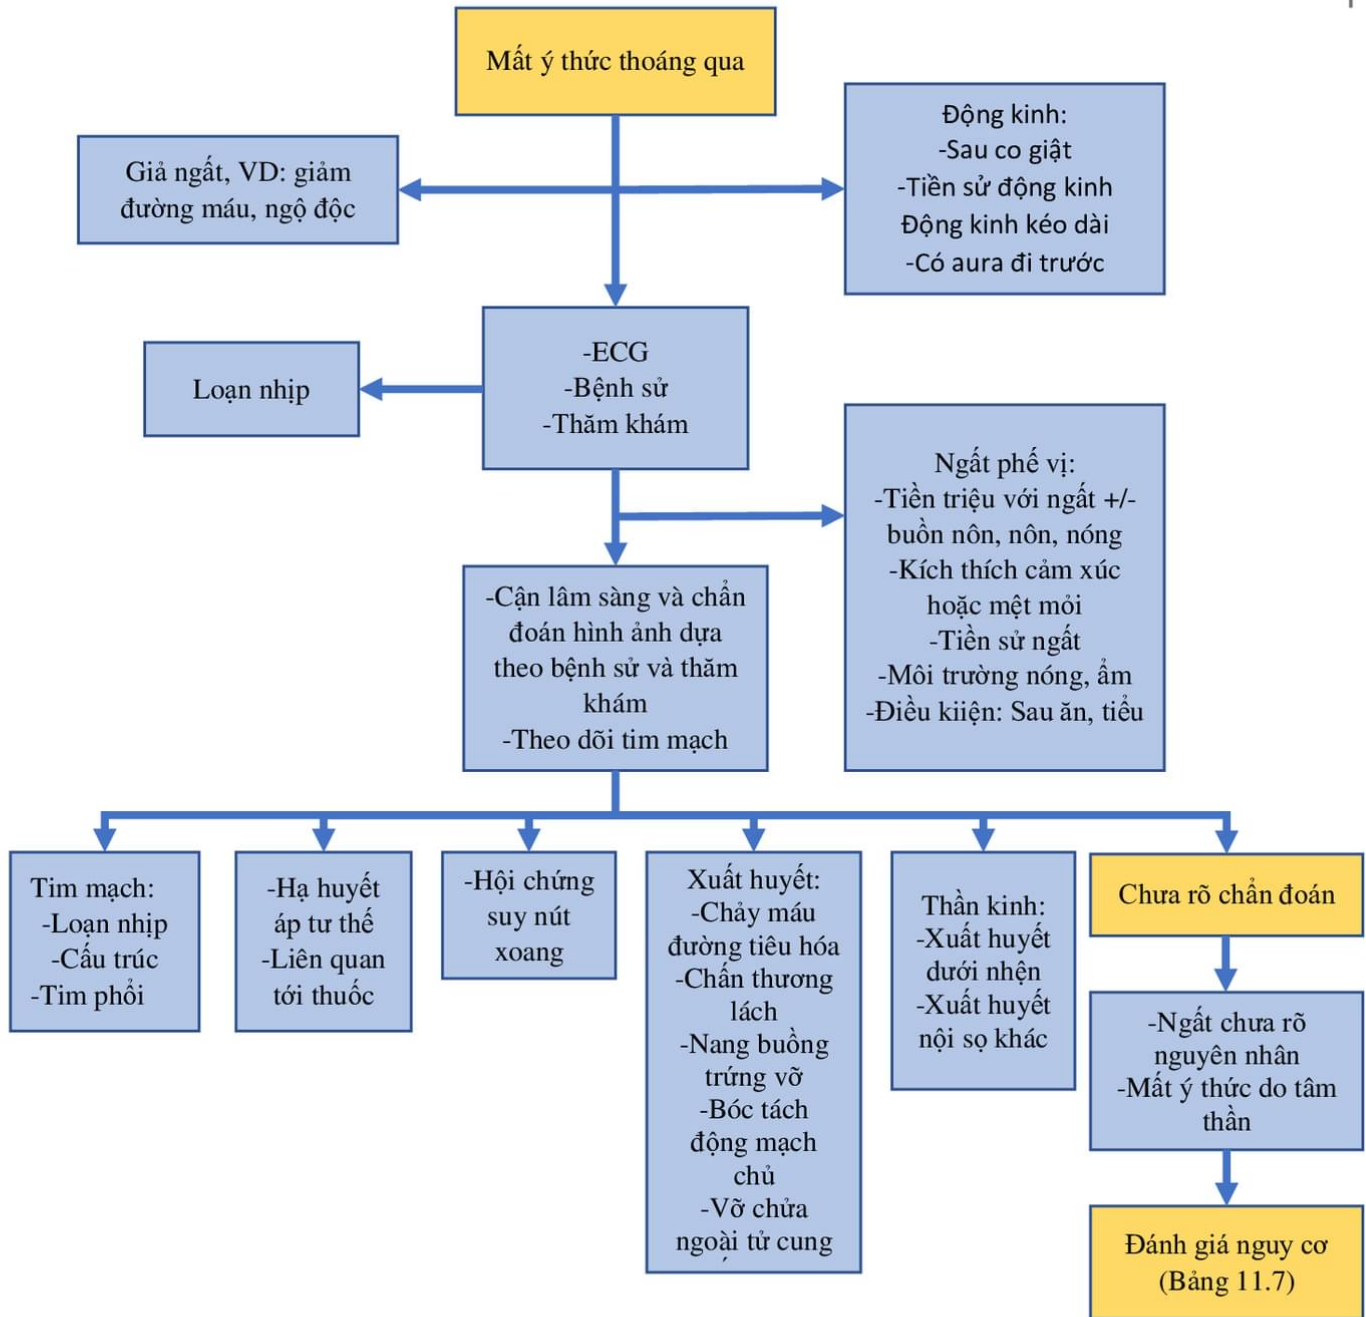 Mất ý thức thoáng qua
Giả ngất, VD: giảm
đường máu, ngộ độc
Động kinh:
-Sau co giật
-Tiền sử động kinh
Động kinh kéo dài
-Có aura đi trước
-ECG
-Bệnh sử
-Thăm khám
Loạn nhịp
Ngất phế vị:
-Tiền triệu với ngất +/-
buồn nôn, nôn, nóng
-Kích thích cảm xúc
hoặc mệt mỏi
-Tiền sử ngất
-Môi trường nóng, ẩm
-Điều kiiện: Sau ăn, tiểu
-Cận lâm sàng và chẩn
đoán hình ảnh dựa
theo bệnh sử và thăm
khám
-Theo dõi tim mạch
Tim mạch:
-Loạn nhịp
-Cấu trúc
-Tim phổi
-Hạ huyết
áp tư thế
-Liên quan
tới thuốc
-Hội chứng
suy nút
xoang
Xuất huyết:
-Chảy máu
đường tiêu hóa
-Chấn thương
lách
-Nang buồng
trứng vỡ
-Bóc tách
động mạch
chủ
-Vỡ chửa
ngoài tử cung
Thần kinh:
-Xuất huyết
dưới nhện
-Xuất huyết
nội sọ khác
Chưa rõ chẩn đoán
-Ngất chưa rõ
nguyên nhân
-Mất ý thức do tâm
thần
Đánh giá nguy cơ
(Bảng 11.7)